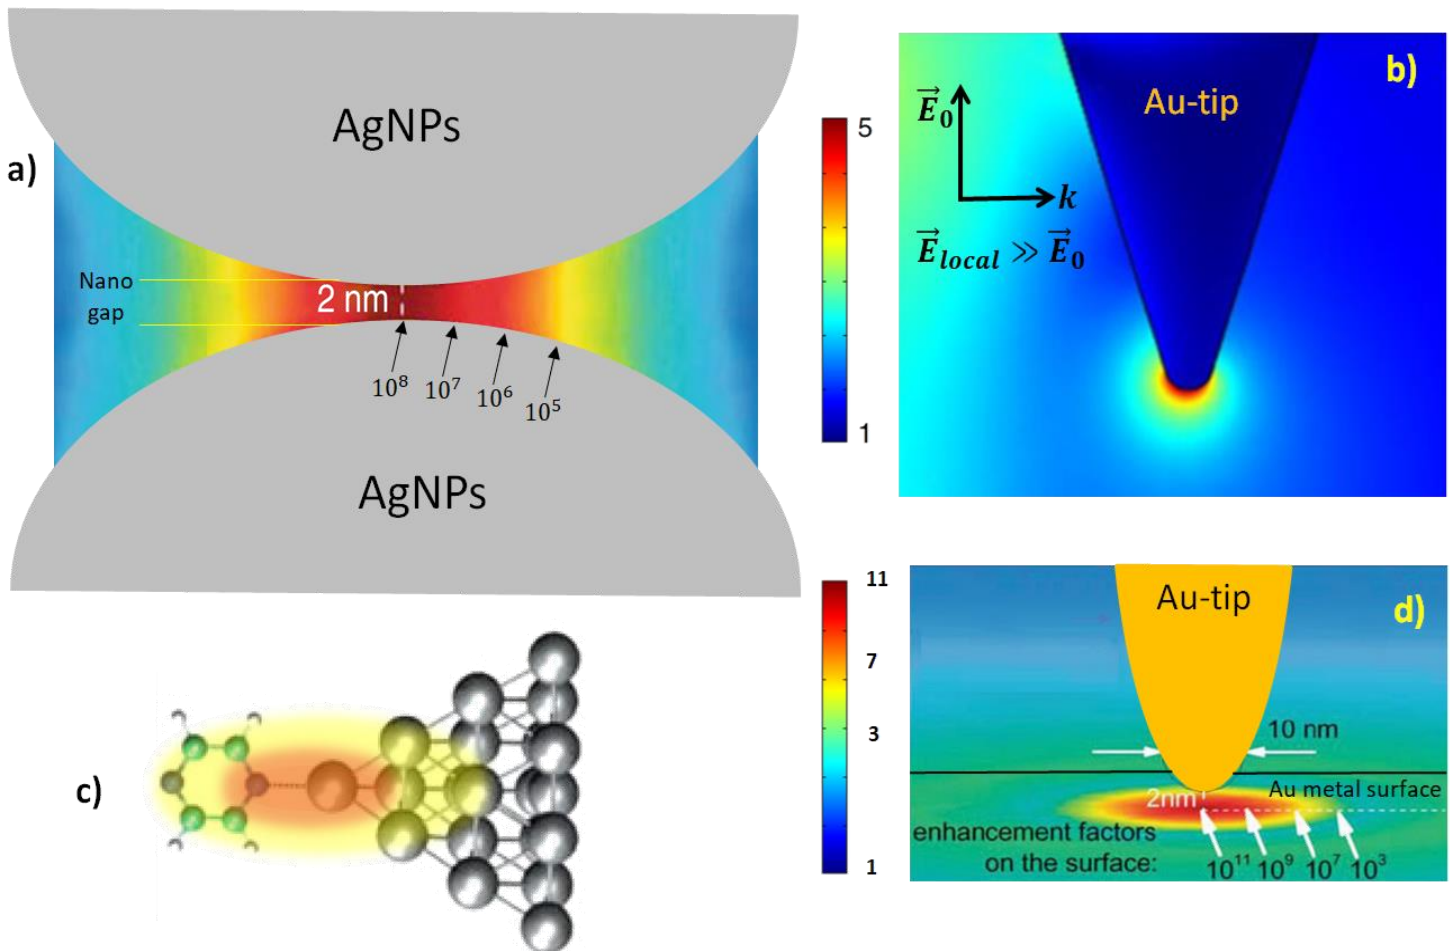 a)
AgNPs
Nano
gap
2 nm
10⁸
10⁷
10⁶
10⁵
AgNPs
5
1
b)
Au-tip
E⃗₀
k
E⃗local ≫ E⃗₀
c)
11
7
3
1
d)
Au-tip
10 nm
Au metal surface
2nm
enhancement factors
on the surface:
10¹¹
10⁹
10⁷
10³